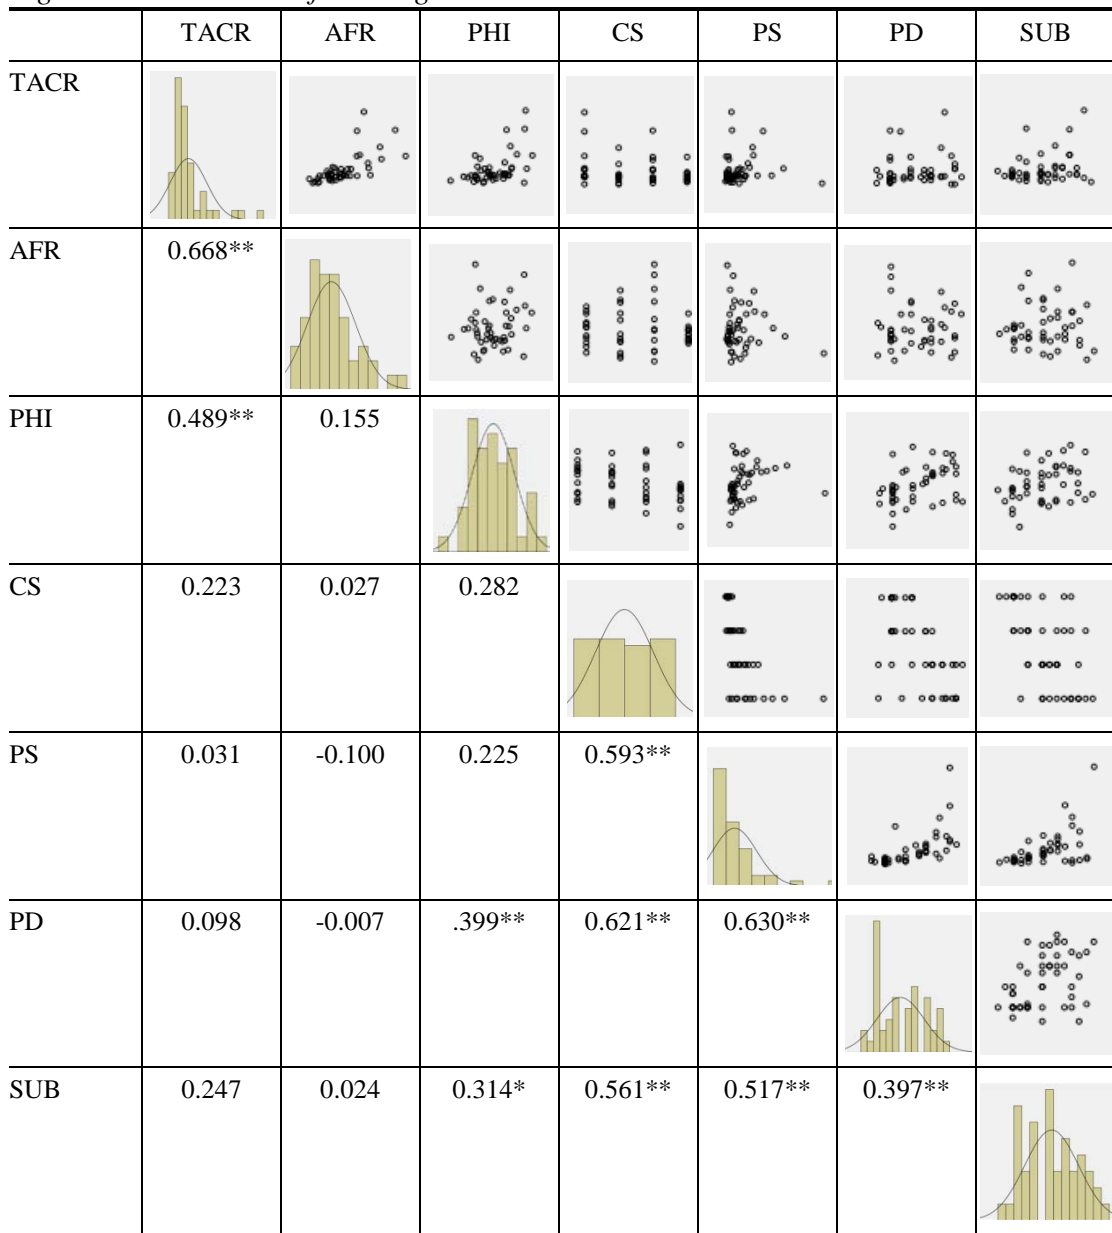 TACR AFR PHI CS PS PD SUB
TACR
AFR 0.668**
PHI 0.489** 0.155
CS 0.223 0.027 0.282
PS 0.031 -0.100 0.225 0.593**
PD 0.098 -0.007 .399** 0.621** 0.630**
SUB 0.247 0.024 0.314* 0.561** 0.517** 0.397**